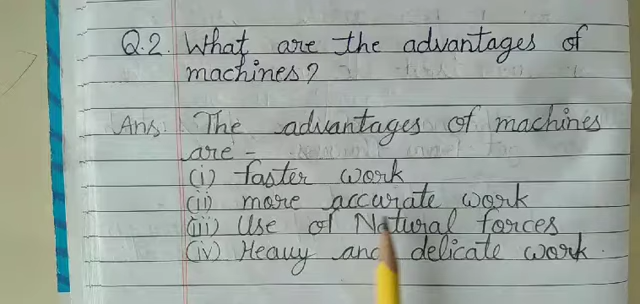 Q.2. What are the advantages of
machines?
Ans. The advantages of machines
are -
(i) faster work
(ii) more accurate work
(iii) Use of Natural forces
(iv) Heavy and delicate work.